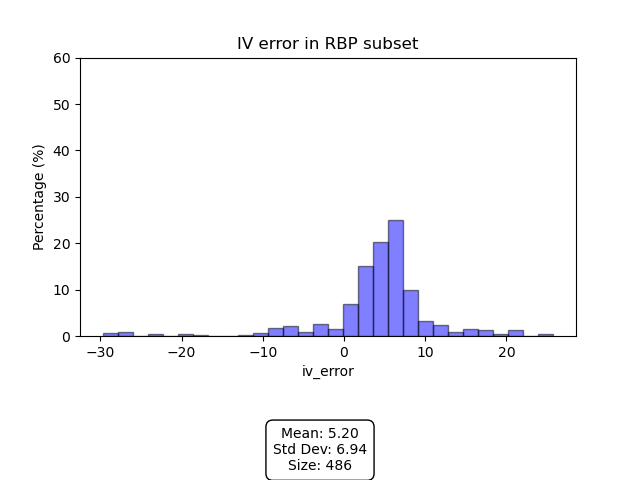 IV error in RBP subset
60
50
40
30
20
10
0
Percentage (%)
−30 −20 −10 0 10 20
iv_error
Mean: 5.20
Std Dev: 6.94
Size: 486